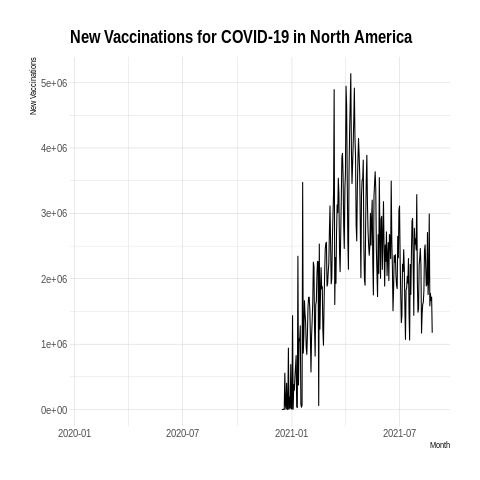 New Vaccinations for COVID-19 in North America
New Vaccinations
5e+06
4e+06
3e+06
2e+06
1e+06
0e+00
2020-01 2020-07 2021-01 2021-07
Month